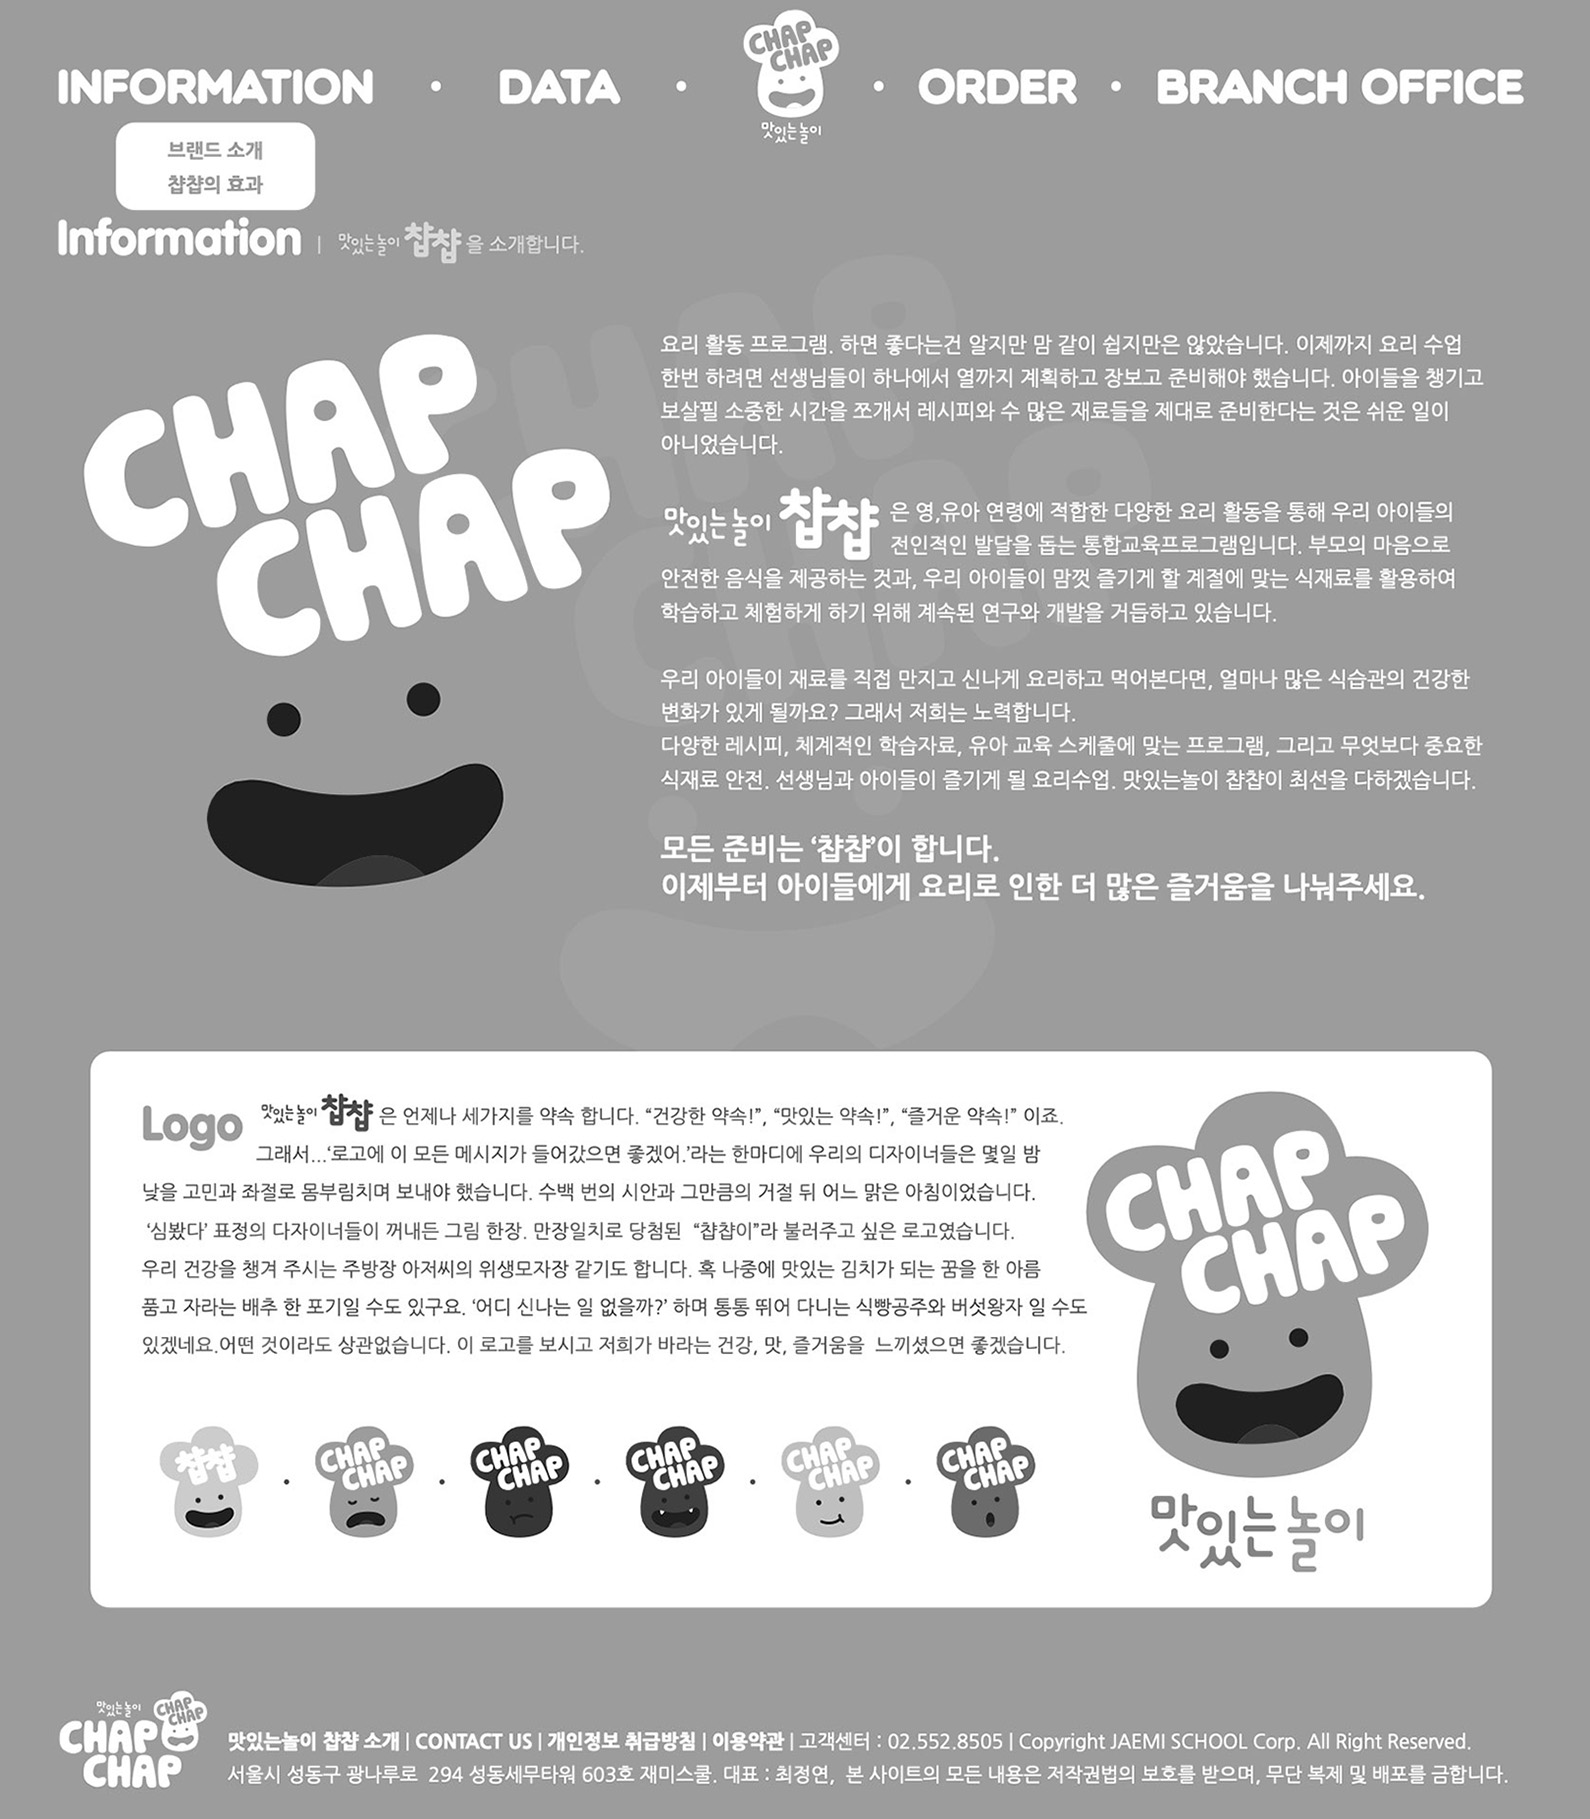 CHAP
CHAP
맛있는놀이
INFORMATION · DATA · ORDER · BRANCH OFFICE
브랜드 소개
챱챱의 효과
Information | 맛있는놀이 챱챱을 소개합니다.
CHAP
CHAP
요리 활동 프로그램. 하면 좋다는건 알지만 맘 같이 쉽지만은 않았습니다. 이제까지 요리 수업
한번 하려면 선생님들이 하나에서 열까지 계획하고 장보고 준비해야 했습니다. 아이들을 챙기고
보살필 소중한 시간을 쪼개서 레시피와 수 많은 재료들을 제대로 준비한다는 것은 쉬운 일이
아니었습니다.
맛있는놀이 챱챱은 영,유아 연령에 적합한 다양한 요리 활동을 통해 우리 아이들의
전인적인 발달을 돕는 통합교육프로그램입니다. 부모의 마음으로
안전한 음식을 제공하는 것과, 우리 아이들이 맘껏 즐기게 할 계절에 맞는 식재료를 활용하여
학습하고 체험하게 하기 위해 계속된 연구와 개발을 거듭하고 있습니다.
우리 아이들이 재료를 직접 만지고 신나게 요리하고 먹어본다면, 얼마나 많은 식습관의 건강한
변화가 있게 될까요? 그래서 저희는 노력합니다.
다양한 레시피, 체계적인 학습자료, 유아 교육 스케줄에 맞는 프로그램, 그리고 무엇보다 중요한
식재료 안전. 선생님과 아이들이 즐기게 될 요리수업. 맛있는놀이 챱챱이 최선을 다하겠습니다.
모든 준비는 ‘챱챱’이 합니다.
이제부터 아이들에게 요리로 인한 더 많은 즐거움을 나눠주세요.
CHAP
CHAP
Logo 맛있는놀이 챱챱은 언제나 세가지를 약속 합니다. “건강한 약속!”, “맛있는 약속!”, “즐거운 약속!” 이죠.
그래서...‘로고에 이 모든 메시지가 들어갔으면 좋겠어.’라는 한마디에 우리의 디자이너들은 몇일 밤
낮을 고민과 좌절로 몸부림치며 보내야 했습니다. 수백 번의 시안과 그만큼의 거절 뒤 어느 맑은 아침이었습니다.
‘심봤다’ 표정의 다자이너들이 꺼내든 그림 한장. 만장일치로 당첨된 “챱챱이”라 불러주고 싶은 로고였습니다.
우리 건강을 챙겨 주시는 주방장 아저씨의 위생모자장 같기도 합니다. 혹 나중에 맛있는 김치가 되는 꿈을 한 아름
품고 자라는 배추 한 포기일 수도 있구요. ‘어디 신나는 일 없을까?’ 하며 통통 뛰어 다니는 식빵공주와 버섯왕자 일 수도
있겠네요.어떤 것이라도 상관없습니다. 이 로고를 보시고 저희가 바라는 건강, 맛, 즐거움을 느끼셨으면 좋겠습니다.
CHAP
CHAP
맛있는놀이
챱챱 · CHAP CHAP · CHAP CHAP · CHAP CHAP · CHAP CHAP · CHAP CHAP
맛있는놀이
CHAP
CHAP
CHAP
CHAP
맛있는놀이 챱챱 소개 | CONTACT US | 개인정보 취급방침 | 이용약관 | 고객센터 : 02.552.8505 | Copyright JAEMI SCHOOL Corp. All Right Reserved.
서울시 성동구 광나루로 294 성동세무타워 603호 재미스쿨. 대표 : 최정연, 본 사이트의 모든 내용은 저작권법의 보호를 받으며, 무단 복제 및 배포를 금합니다.